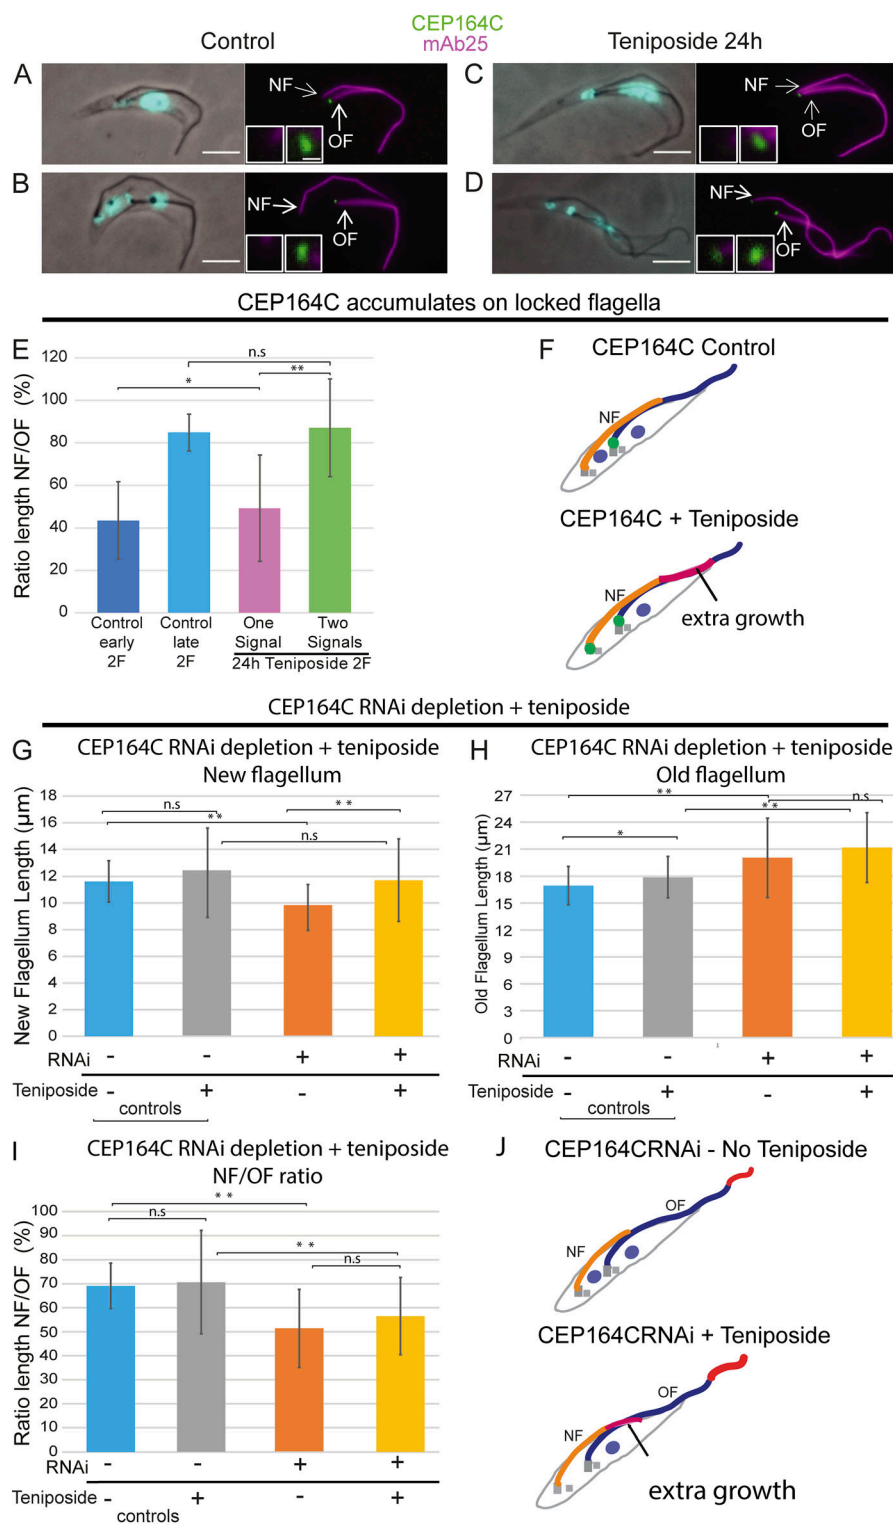 CEP164C
mAb25
Control
Teniposide 24h
A
NF
OF
C
NF
OF
B
NF
OF
D
NF
OF
CEP164C accumulates on locked flagella
E
Ratio length NF/OF (%)
120
100
80
60
40
20
0
n.s
*
**
Control early 2F
Control late 2F
One Signal
Two Signals
24h Teniposide 2F
F
CEP164C Control
NF
CEP164C + Teniposide
NF
extra growth
CEP164C RNAi depletion + teniposide
G
CEP164C RNAi depletion + teniposide
New flagellum
New Flagellum Length (µm)
18
16
14
12
10
8
6
4
2
0
n.s
**
**
n.s
RNAi - - + +
Teniposide - + - +
controls
H
CEP164C RNAi depletion + teniposide
Old flagellum
Old Flagellum Length (µm)
27
24
21
18
15
12
9
6
3
0
**
n.s
**
*
RNAi - - + +
- + - +
controls
I
CEP164C RNAi depletion + teniposide
NF/OF ratio
Ratio length NF/OF (%)
100
90
80
70
60
50
40
30
20
10
0
**
n.s
**
n.s
RNAi - - + +
Teniposide - + - +
controls
J
CEP164CRNAi - No Teniposide
OF
NF
CEP164CRNAi + Teniposide
OF
NF
extra growth